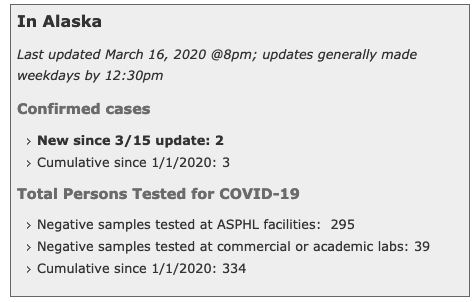 In Alaska
Last updated March 16, 2020 @8pm; updates generally made
weekdays by 12:30pm
Confirmed cases
› New since 3/15 update: 2
› Cumulative since 1/1/2020: 3
Total Persons Tested for COVID-19
› Negative samples tested at ASPHL facilities:  295
› Negative samples tested at commercial or academic labs: 39
› Cumulative since 1/1/2020: 334